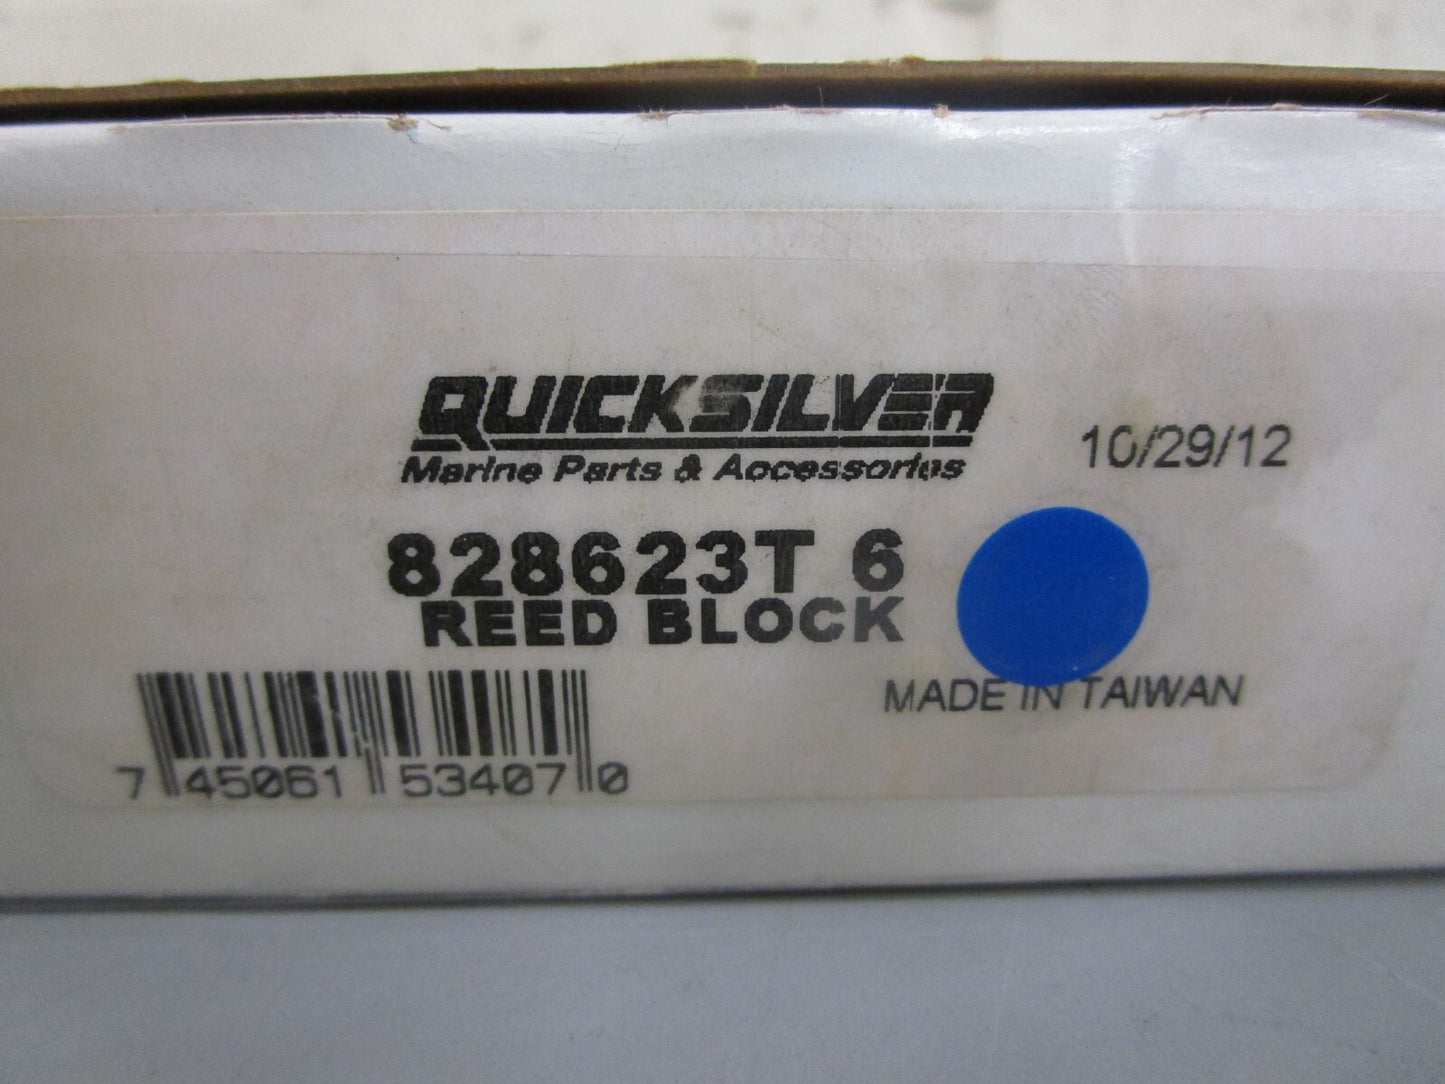 QUICKSILVER
Marine Parts & Accessories
10/29/12
828623T 6
REED BLOCK
MADE IN TAIWAN
7 45061 53407 0